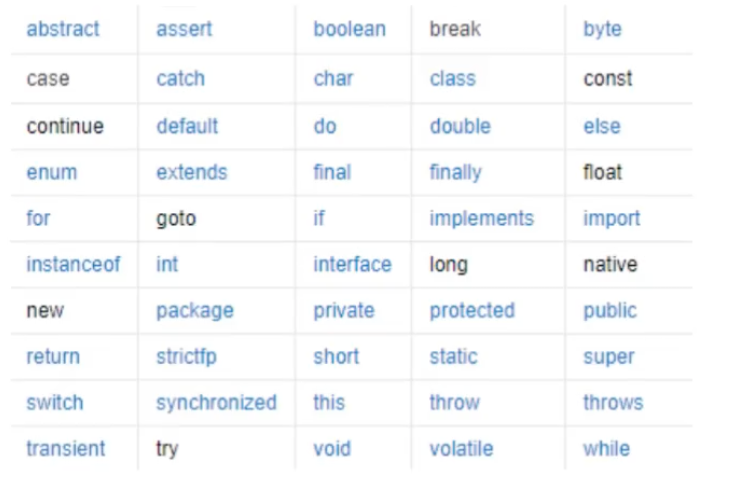 abstract assert boolean break byte
case catch char class const
continue default do double else
enum extends final finally float
for goto if implements import
instanceof int interface long native
new package private protected public
return strictfp short static super
switch synchronized this throw throws
transient try void volatile while